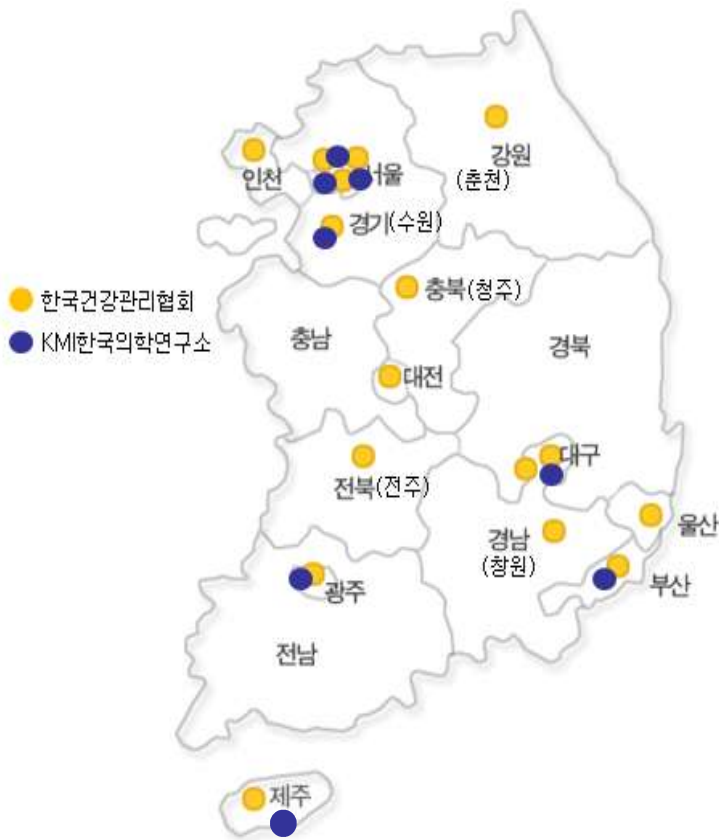 강원
(춘천)
인천
서울
경기(수원)
충북(청주)
한국건강관리협회
KMI한국의학연구소
충남
경북
대전
대구
전북(전주)
울산
경남
(창원)
부산
광주
전남
제주